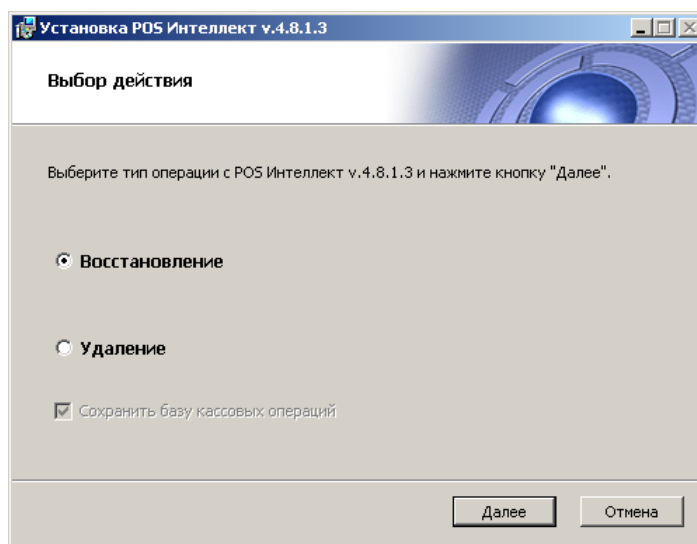 Установка POS Интеллект v.4.8.1.3
Выбор действия
Выберите тип операции с POS Интеллект v.4.8.1.3 и нажмите кнопку "Далее".
Восстановление
Удаление
Сохранить базу кассовых операций
Далее
Отмена